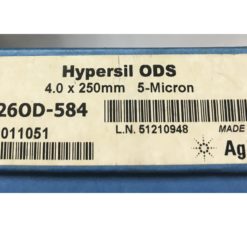 Hypersil ODS
4.0 x 250mm 5-Micron
26OD-584
011051
L.N. 51210948
MADE
Ag